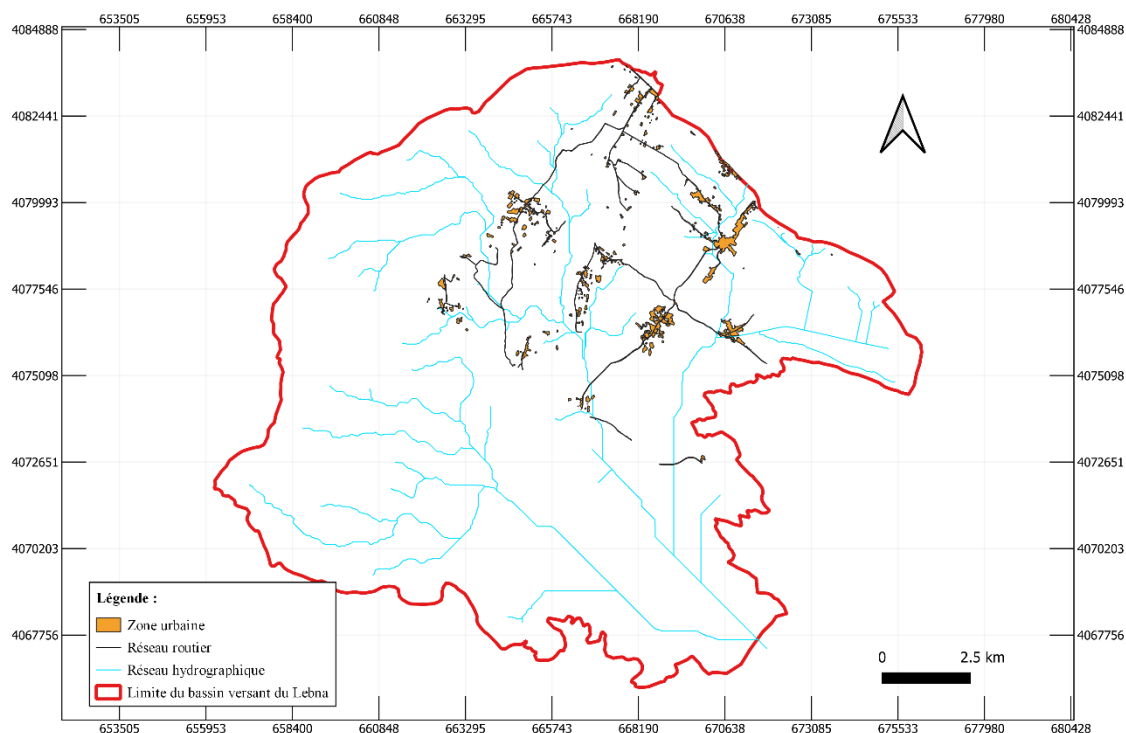 653505 655953 658400 660848 663295 665743 668190 670638 673085 675533 677980 680428
4084888 4084888
4082441 4082441
4079993 4079993
4077546 4077546
4075098 4075098
4072651 4072651
4070203 4070203
4067756 4067756
Légende :
Zone urbaine
Réseau routier
Réseau hydrographique
Limite du bassin versant du Lebna
0 2.5 km
653505 655953 658400 660848 663295 665743 668190 670638 673085 675533 677980 680428